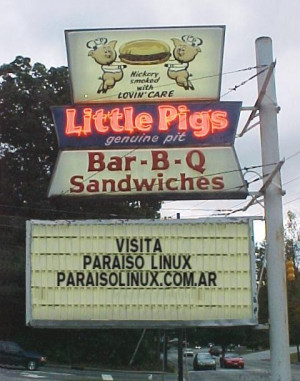 Hickory
smoked
with
LOVIN' CARE
Little Pigs
genuine pit
Bar-B-Q
Sandwiches
VISITA
PARAISO LINUX
PARAISOLINUX.COM.AR